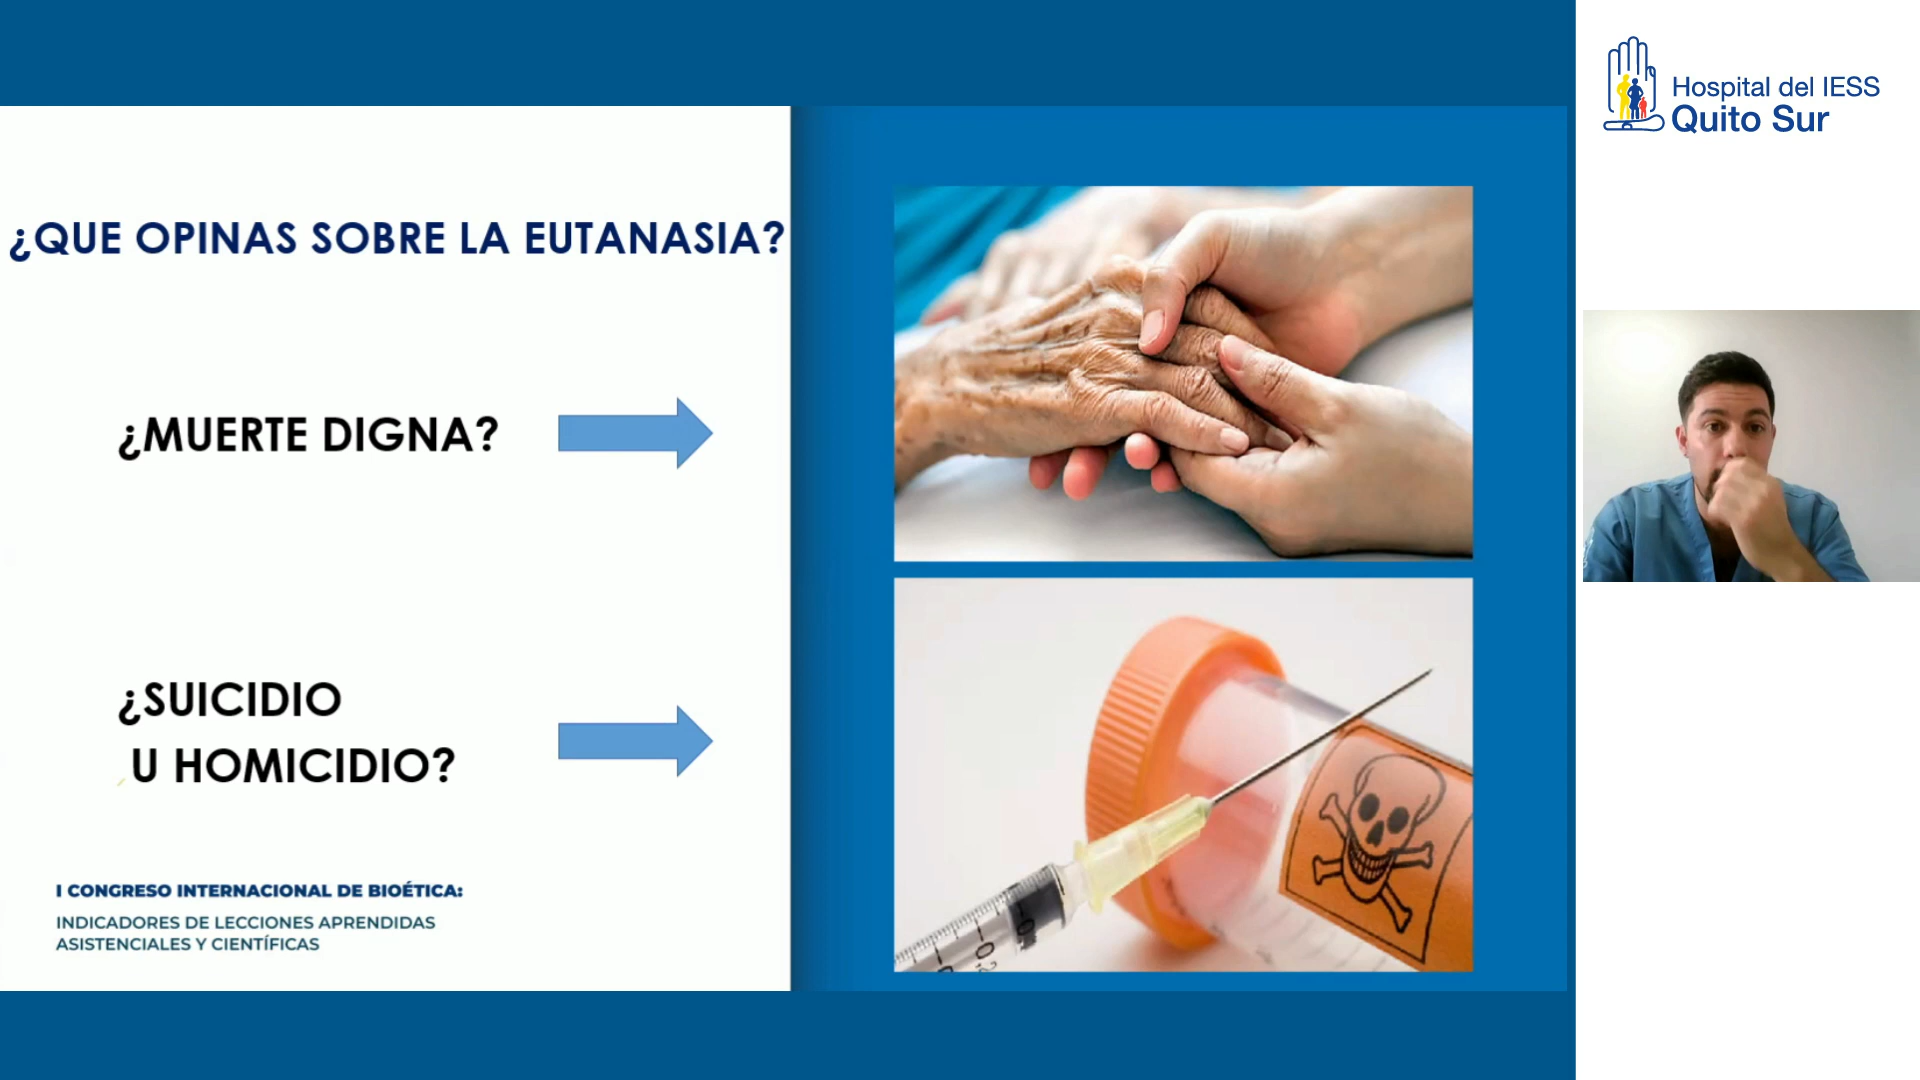 ¿QUE OPINAS SOBRE LA EUTANASIA?
¿MUERTE DIGNA?
¿SUICIDIO
U HOMICIDIO?
I CONGRESO INTERNACIONAL DE BIOÉTICA:
INDICADORES DE LECCIONES APRENDIDAS
ASISTENCIALES Y CIENTÍFICAS
Hospital del IESS
Quito Sur